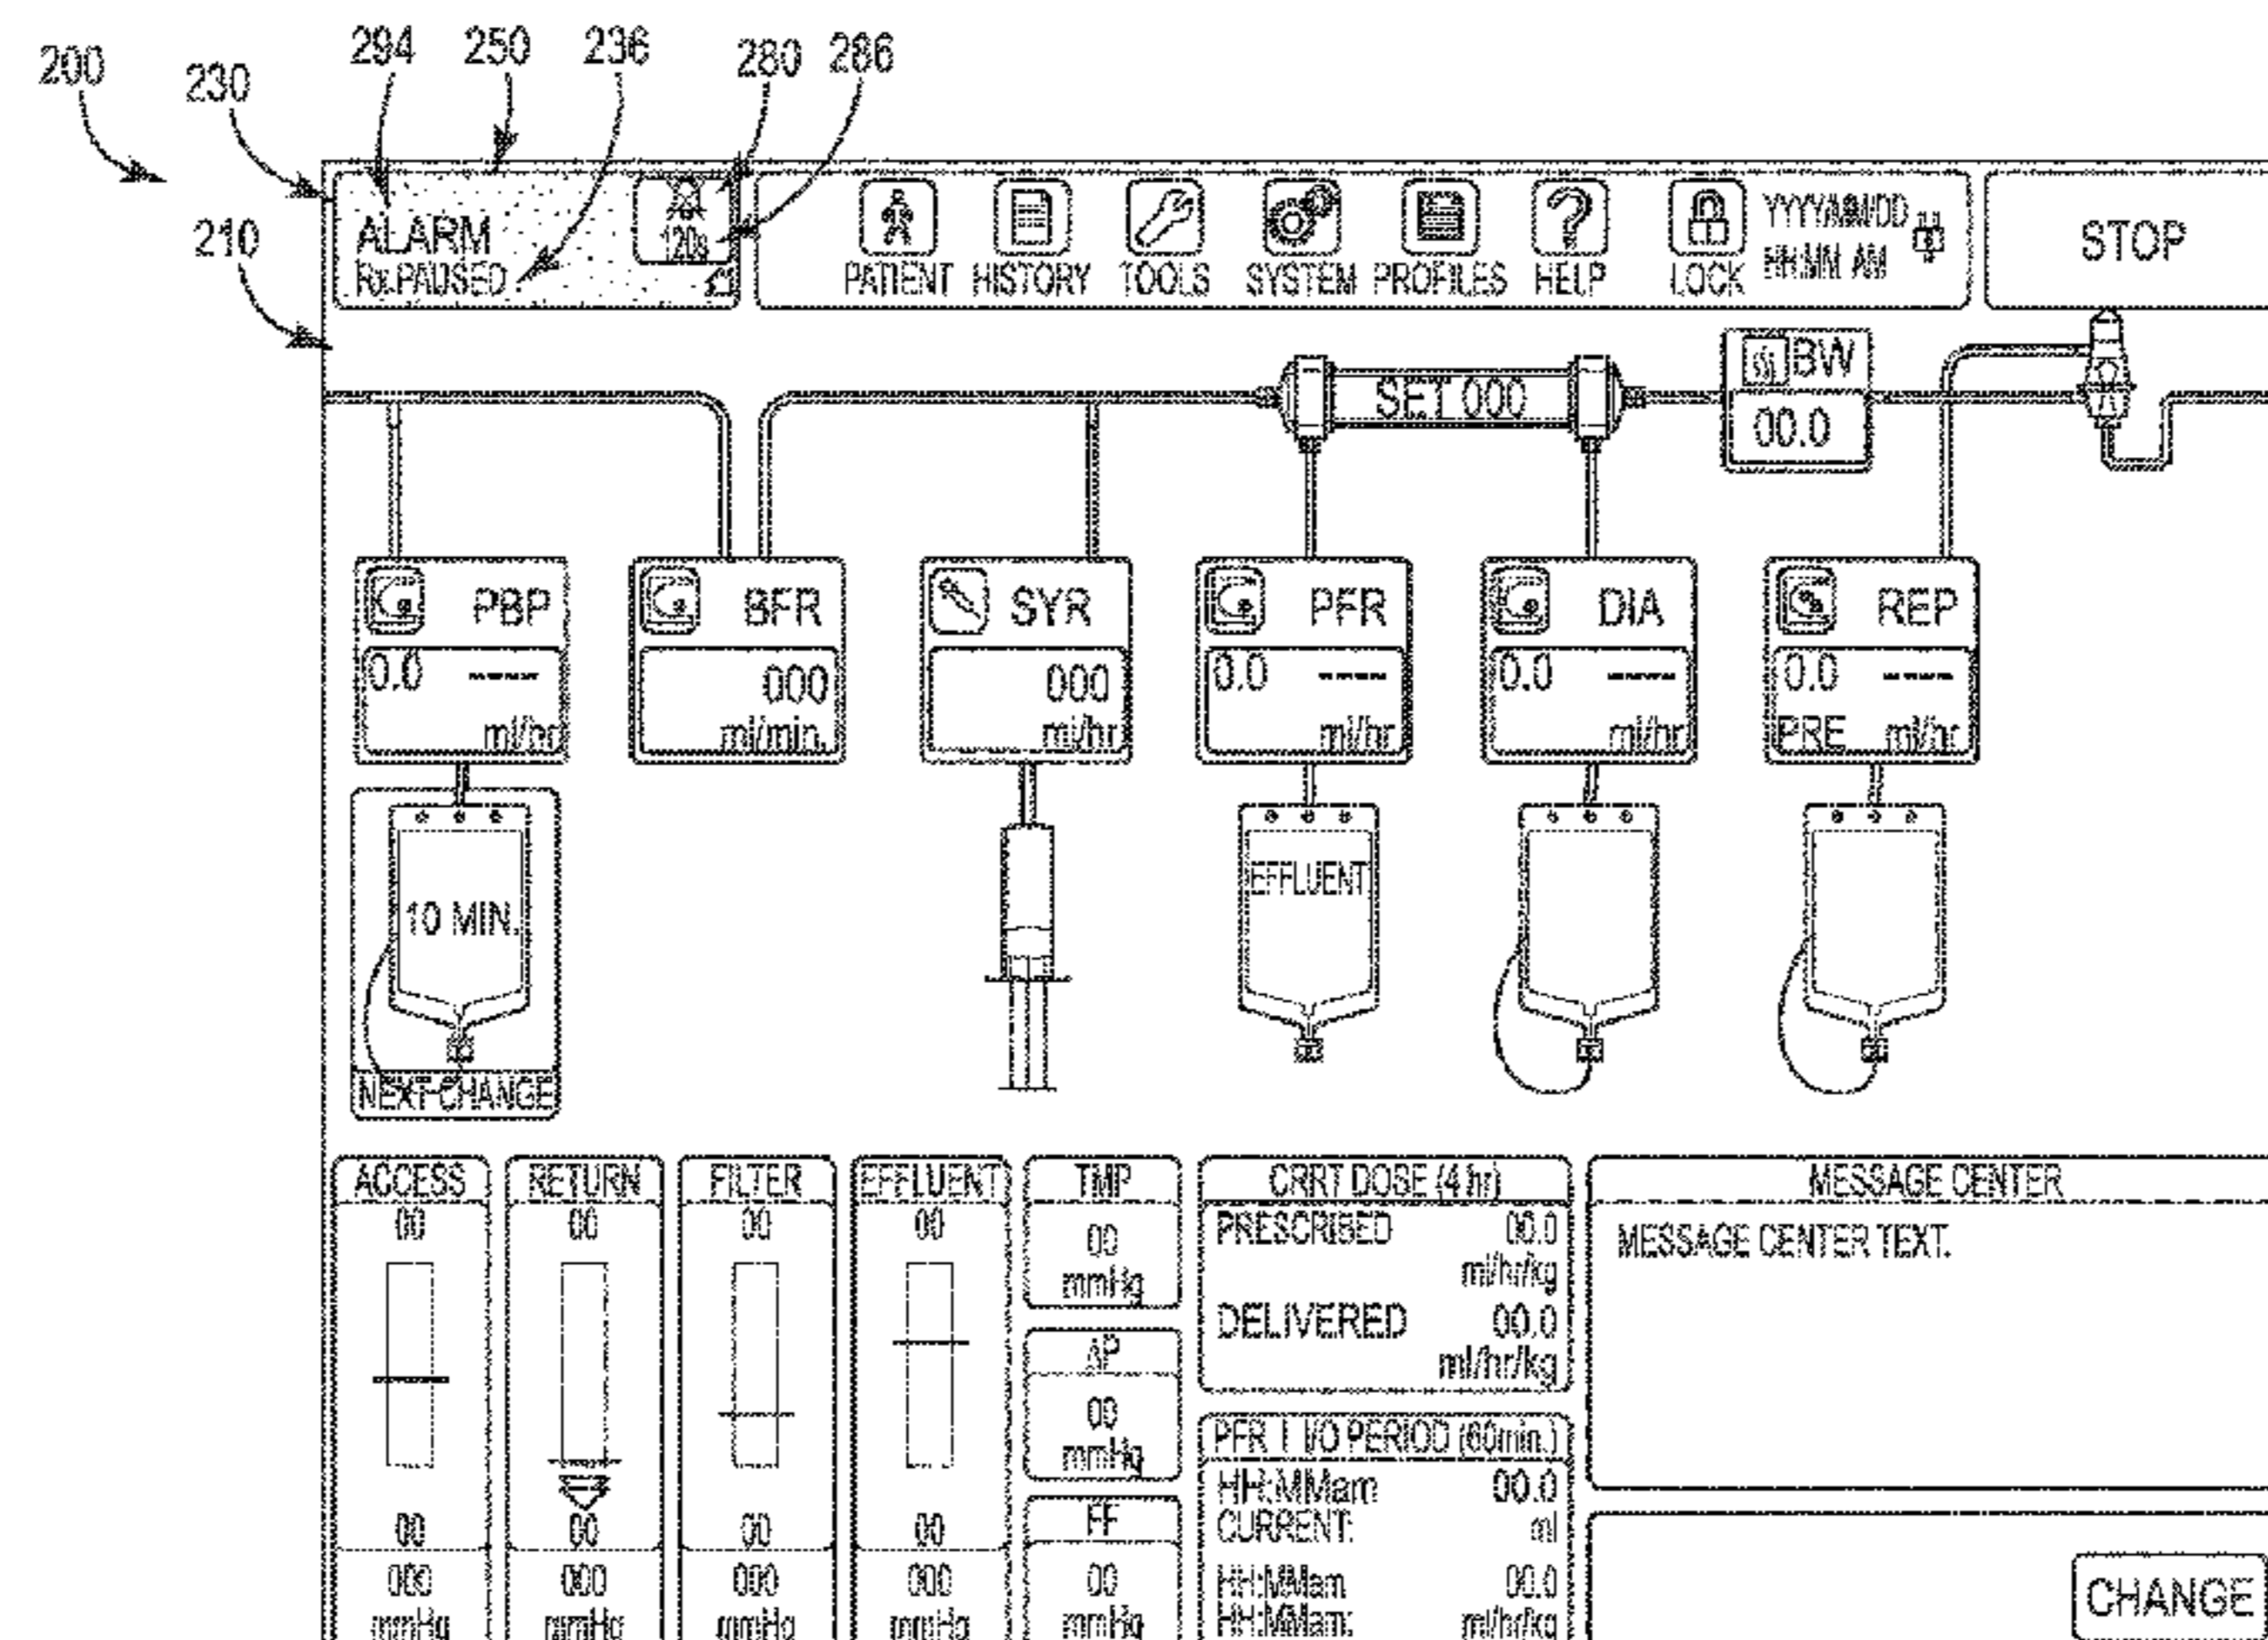 200
230
294
250
236
280
286
210
ALARM
Rx PAUSED
120s
PATIENT
HISTORY
TOOLS
SYSTEM
PROFILES
HELP
LOCK
YYYY/MM/DD
HH:MM AM
STOP
SET 000
BW
00.0
PBP
0.0 ----
ml/hr
BFR
000
ml/min.
SYR
000
ml/hr
PFR
0.0 ----
ml/hr
DIA
0.0 ----
ml/hr
REP
0.0 ----
PRE ml/hr
10 MIN.
NEXT CHANGE
EFFLUENT
ACCESS
00
00
000
mmHg
RETURN
00
00
000
mmHg
FILTER
00
00
000
mmHg
EFFLUENT
00
00
000
mmHg
TMP
00
mmHg
ΔP
00
mmHg
FF
00
mmHg
CRRT DOSE (4 hr)
PRESCRIBED 00.0
ml/hr/kg
DELIVERED 00.0
ml/hr/kg
PFR I I/O PERIOD (60min.)
HH:MMam 00.0
CURRENT: ml
HH:MMam 00.0
HH:MMam: ml/hr/kg
MESSAGE CENTER
MESSAGE CENTER TEXT.
CHANGE